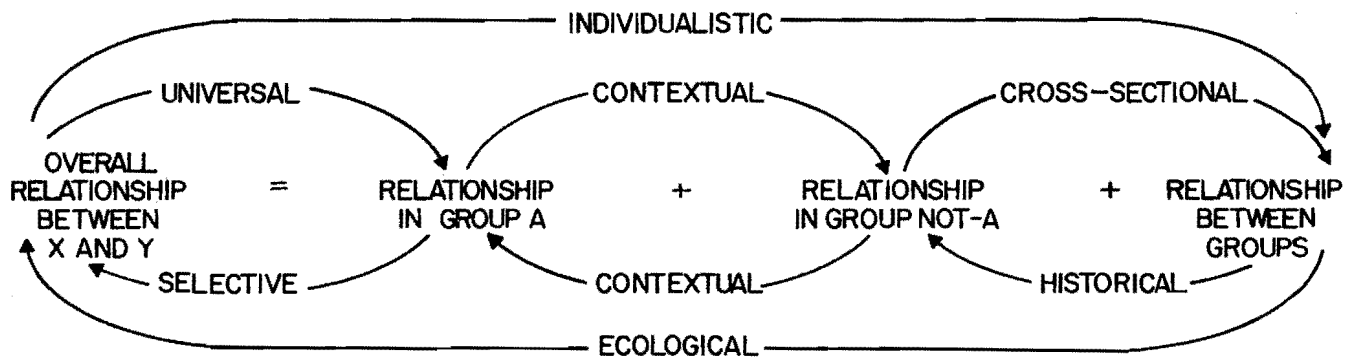 INDIVIDUALISTIC
UNIVERSAL
CONTEXTUAL
CROSS-SECTIONAL
OVERALL
RELATIONSHIP
BETWEEN
X AND Y
=
RELATIONSHIP
IN GROUP A
+
RELATIONSHIP
IN GROUP NOT-A
+
RELATIONSHIP
BETWEEN
GROUPS
SELECTIVE
CONTEXTUAL
HISTORICAL
ECOLOGICAL